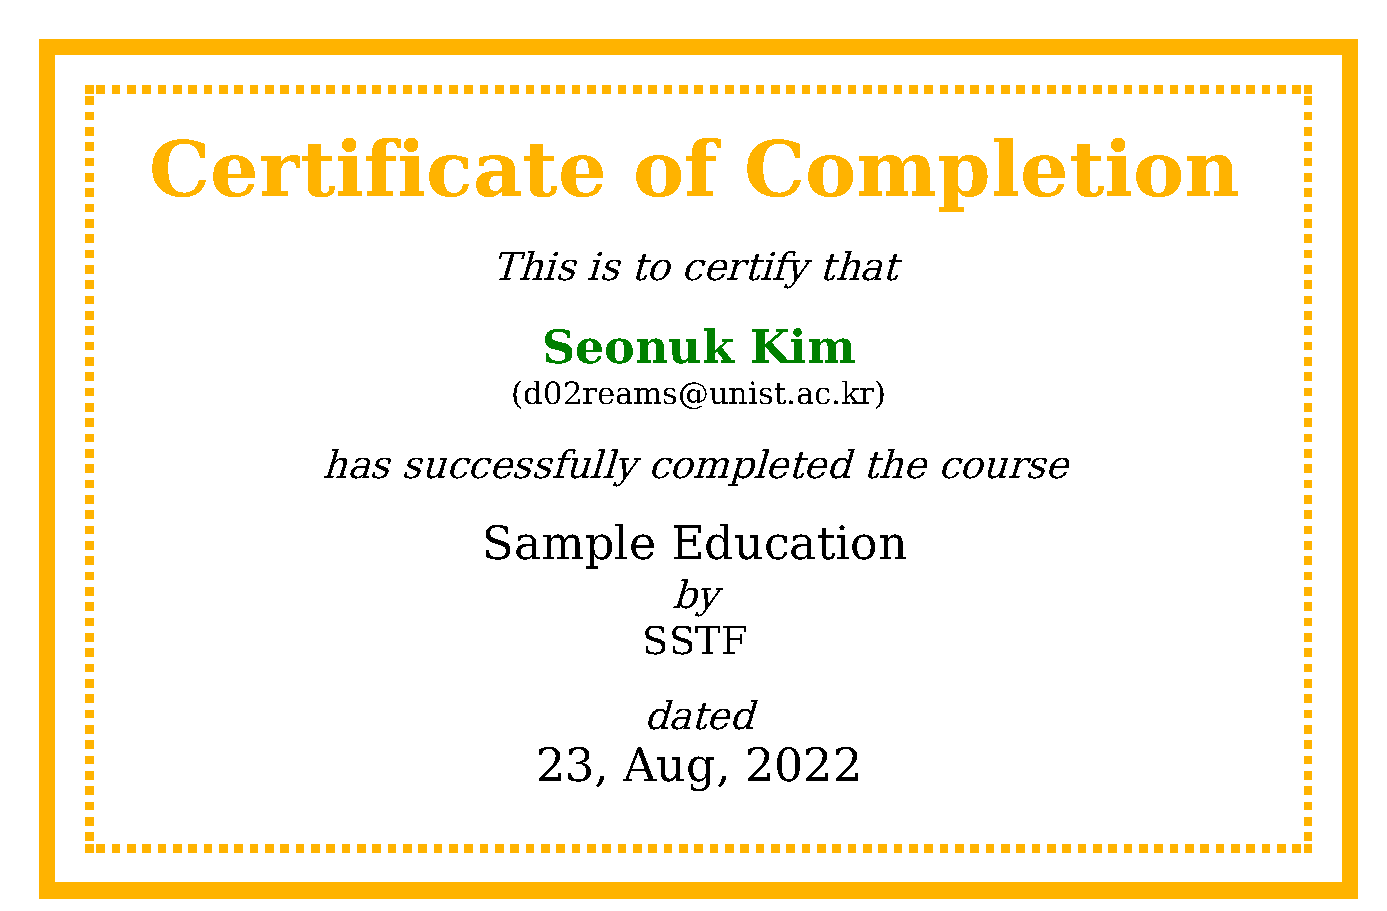 Certificate of Completion
This is to certify that
Seonuk Kim
(d02reams@unist.ac.kr)
has successfully completed the course
Sample Education
by
SSTF
dated
23, Aug, 2022